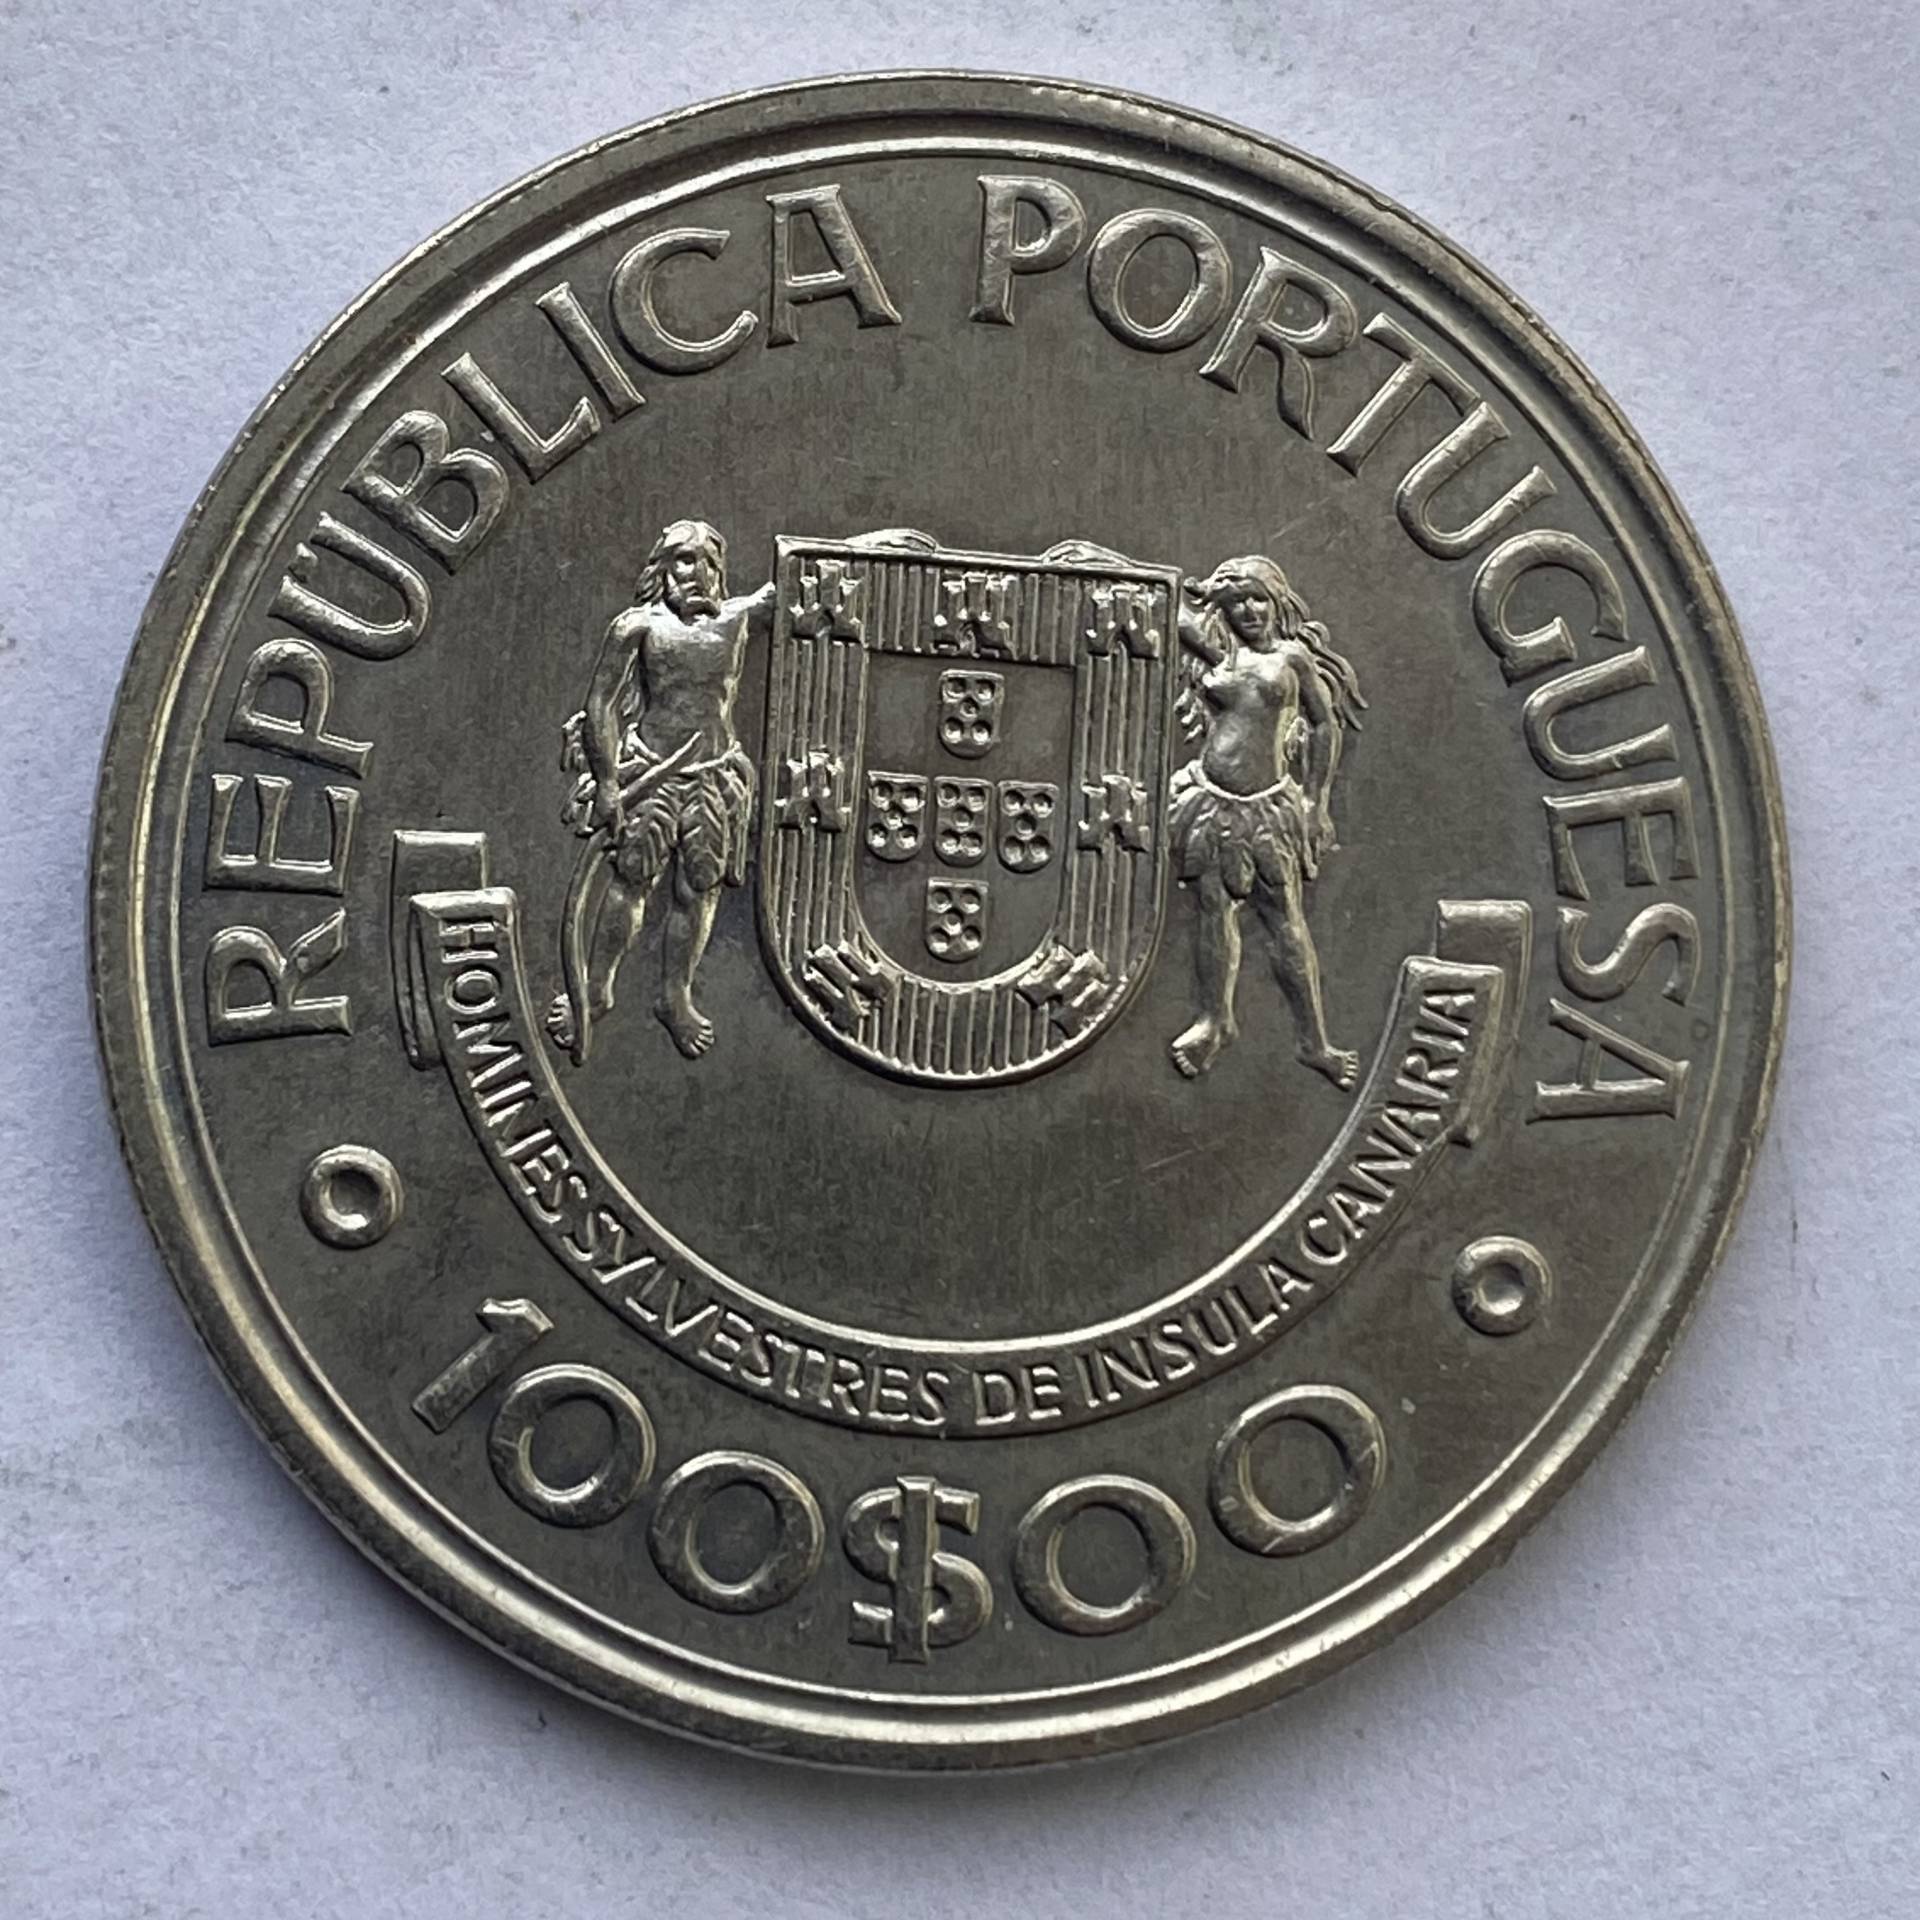 REPUBLICA PORTUGUESA
HOMINES SYLVESTRES DE INSULA CANARIA
100$00